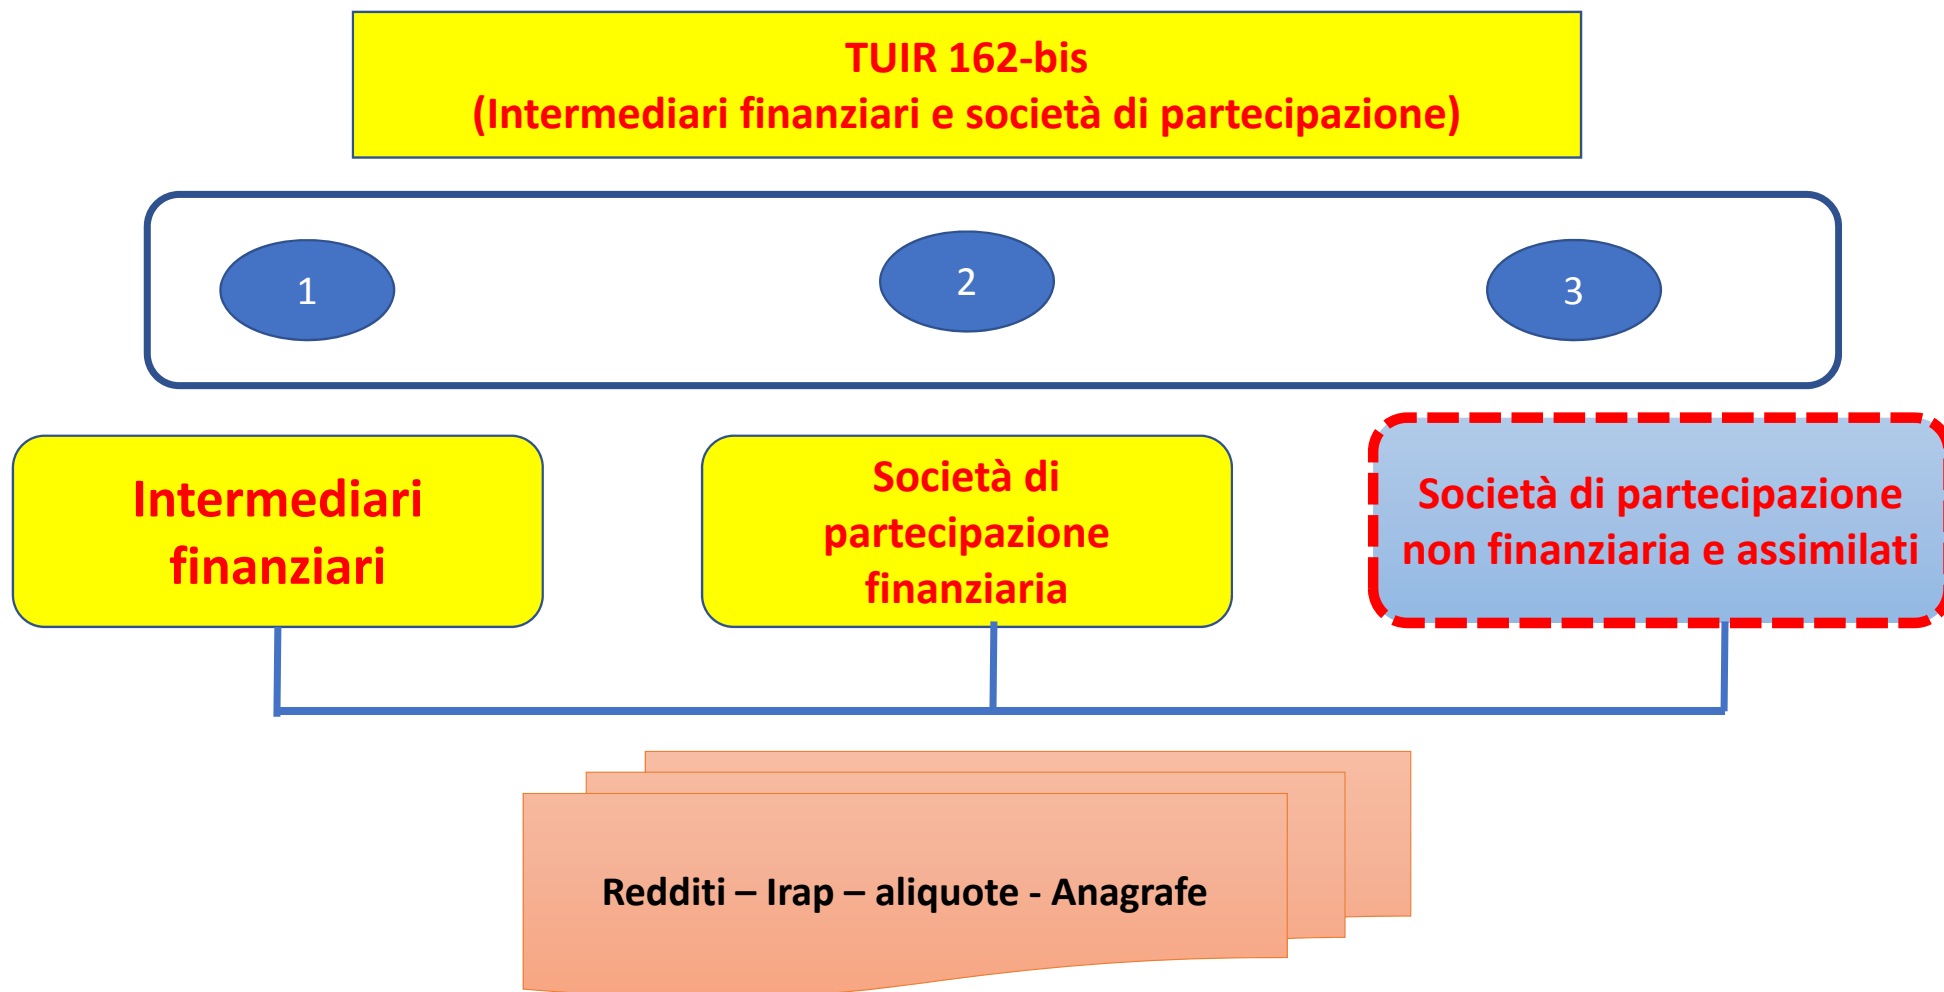 TUIR 162-bis
(Intermediari finanziari e società di partecipazione)
1
2
3
Intermediari
finanziari
Società di
partecipazione
finanziaria
Società di partecipazione
non finanziaria e assimilati
Redditi – Irap – aliquote - Anagrafe